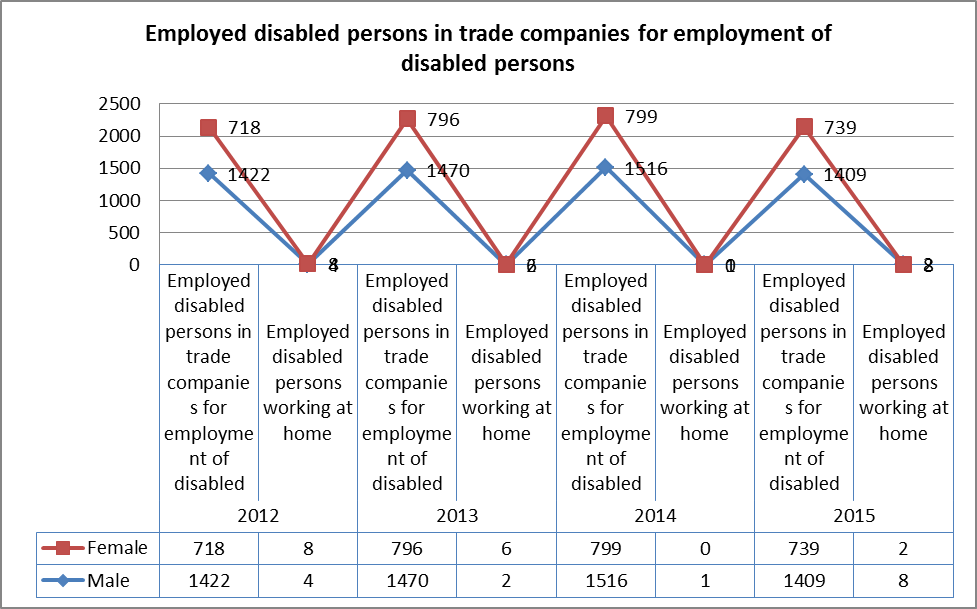 Employed disabled persons in trade companies for employment of
disabled persons
2500
2000
1500
1000
500
0
718
796
799
739
1422
1470
1516
1409
Employed
disabled
persons in
trade
companie
s for
employme
nt of
disabled
Employed
disabled
persons
working at
home
Employed
disabled
persons in
trade
companie
s for
employme
nt of
disabled
Employed
disabled
persons
working at
home
Employed
disabled
persons in
trade
companie
s for
employme
nt of
disabled
Employed
disabled
persons
working at
home
Employed
disabled
persons in
trade
companie
s for
employme
nt of
disabled
Employed
disabled
persons
working at
home
2012 2013 2014 2015
Female 718 8 796 6 799 0 739 2
Male 1422 4 1470 2 1516 1 1409 8